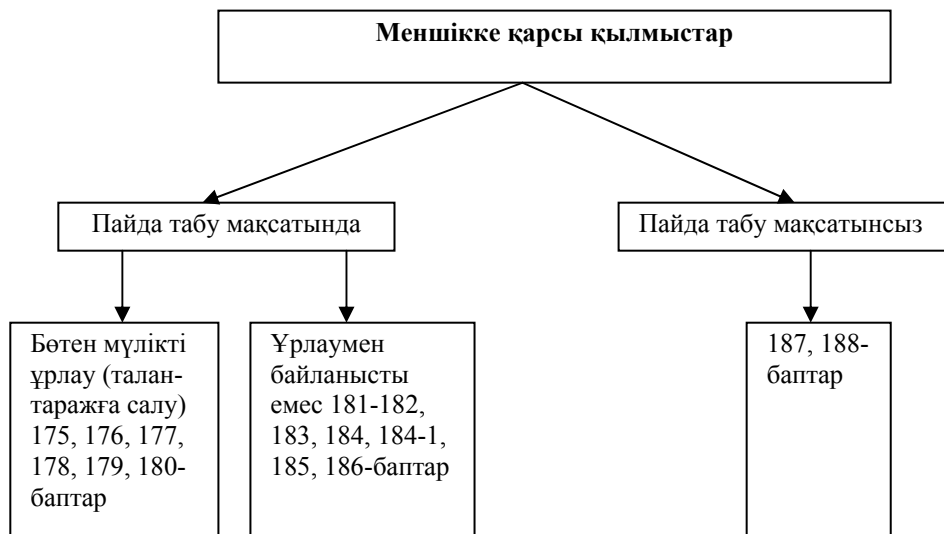 Меншікке қарсы қылмыстар
Пайда табу мақсатында
Пайда табу мақсатынсыз
Бөтен мүлікті
ұрлау (талан-
таражға салу)
175, 176, 177,
178, 179, 180-
баптар
Ұрлаумен
байланысты
емес 181-182,
183, 184, 184-1,
185, 186-баптар
187, 188-
баптар